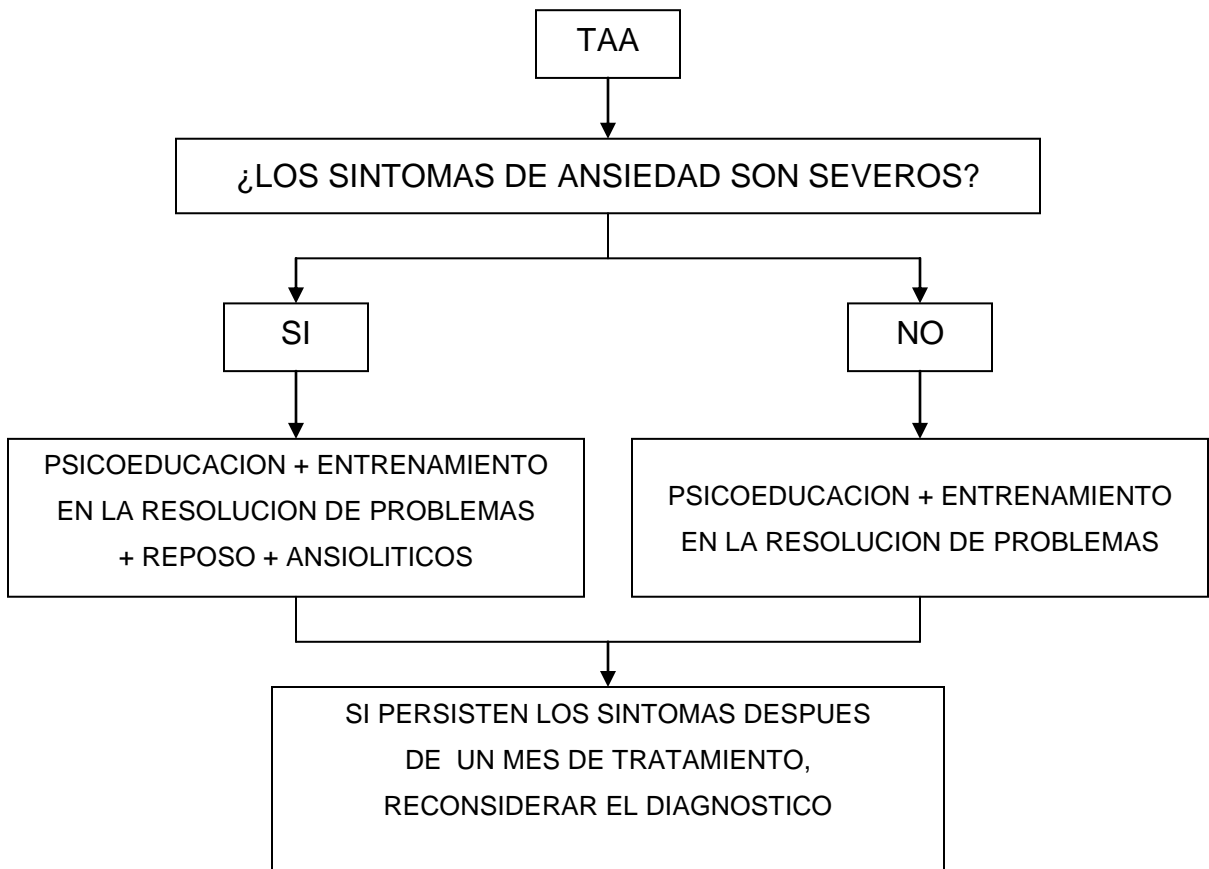 TAA
¿LOS SINTOMAS DE ANSIEDAD SON SEVEROS?
SI
NO
PSICOEDUCACION + ENTRENAMIENTO
EN LA RESOLUCION DE PROBLEMAS
+ REPOSO + ANSIOLITICOS
PSICOEDUCACION + ENTRENAMIENTO
EN LA RESOLUCION DE PROBLEMAS
SI PERSISTEN LOS SINTOMAS DESPUES
DE UN MES DE TRATAMIENTO,
RECONSIDERAR EL DIAGNOSTICO